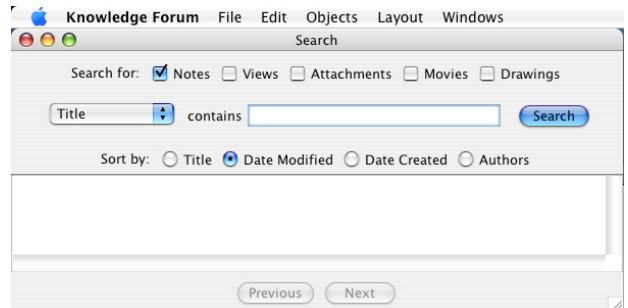 Knowledge Forum File Edit Objects Layout Windows
Search
Search for: Notes Views Attachments Movies Drawings
Title contains Search
Sort by: Title Date Modified Date Created Authors
Previous Next